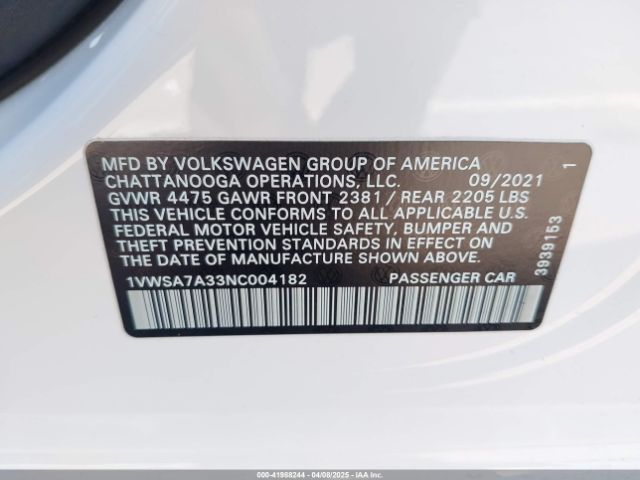 MFD BY VOLKSWAGEN GROUP OF AMERICA
CHATTANOOGA OPERATIONS, LLC. 09/2021
GVWR 4475 GAWR FRONT 2381 / REAR 2205 LBS
THIS VEHICLE CONFORMS TO ALL APPLICABLE U.S.
FEDERAL MOTOR VEHICLE SAFETY, BUMPER AND
THEFT PREVENTION STANDARDS IN EFFECT ON THE
DATE OF MANUFACTURE SHOWN ABOVE.
1VWSA7A33NC004182 PASSENGER CAR
3939153 1
000-41988244 04/08/2025 IAA Inc.